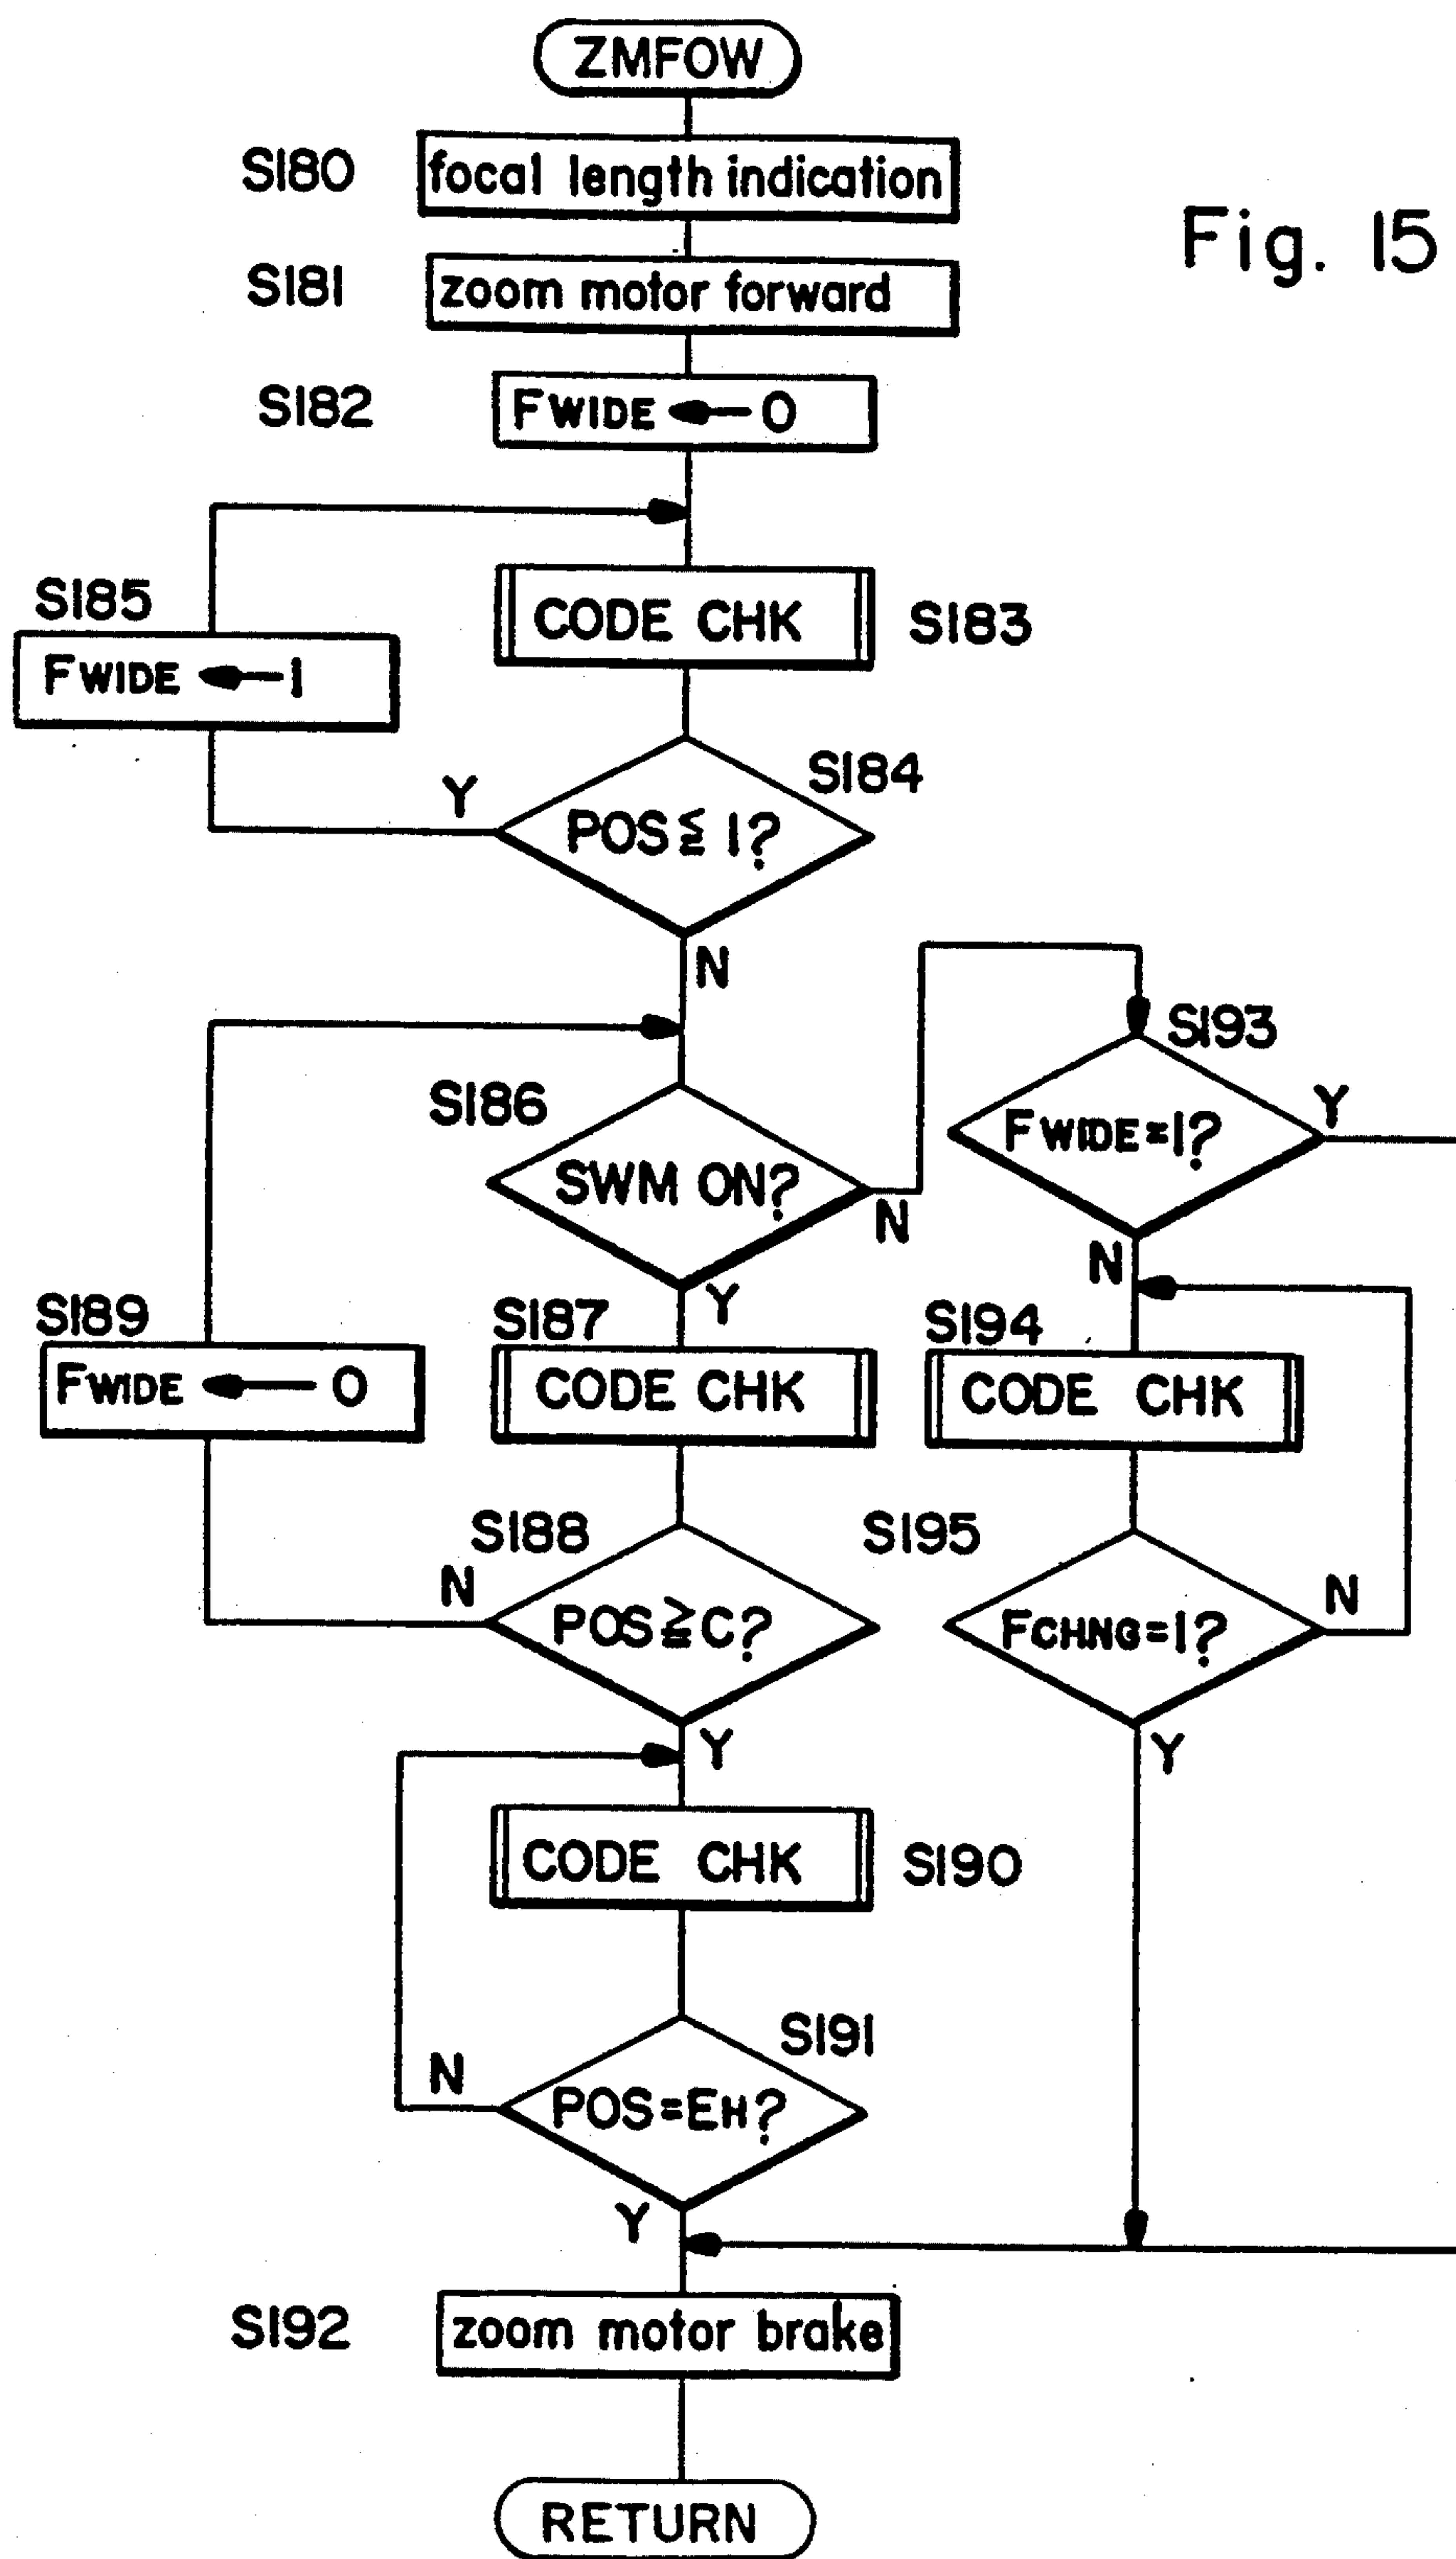 ZMFOW
S180
focal length indication
Fig. 15
S181
zoom motor forward
S182
FWIDE ← 0
S185
FWIDE ← 1
CODE CHK
S183
S184
Y
POS ≦ 1?
N
S193
FWIDE=1?
Y
N
S186
SWM ON?
N
Y
S189
FWIDE ← 0
S187
CODE CHK
S194
CODE CHK
S188
N
POS ≧ C?
Y
S195
FCHNG=1?
N
Y
CODE CHK
S190
S191
N
POS=EH?
Y
S192
zoom motor brake
RETURN